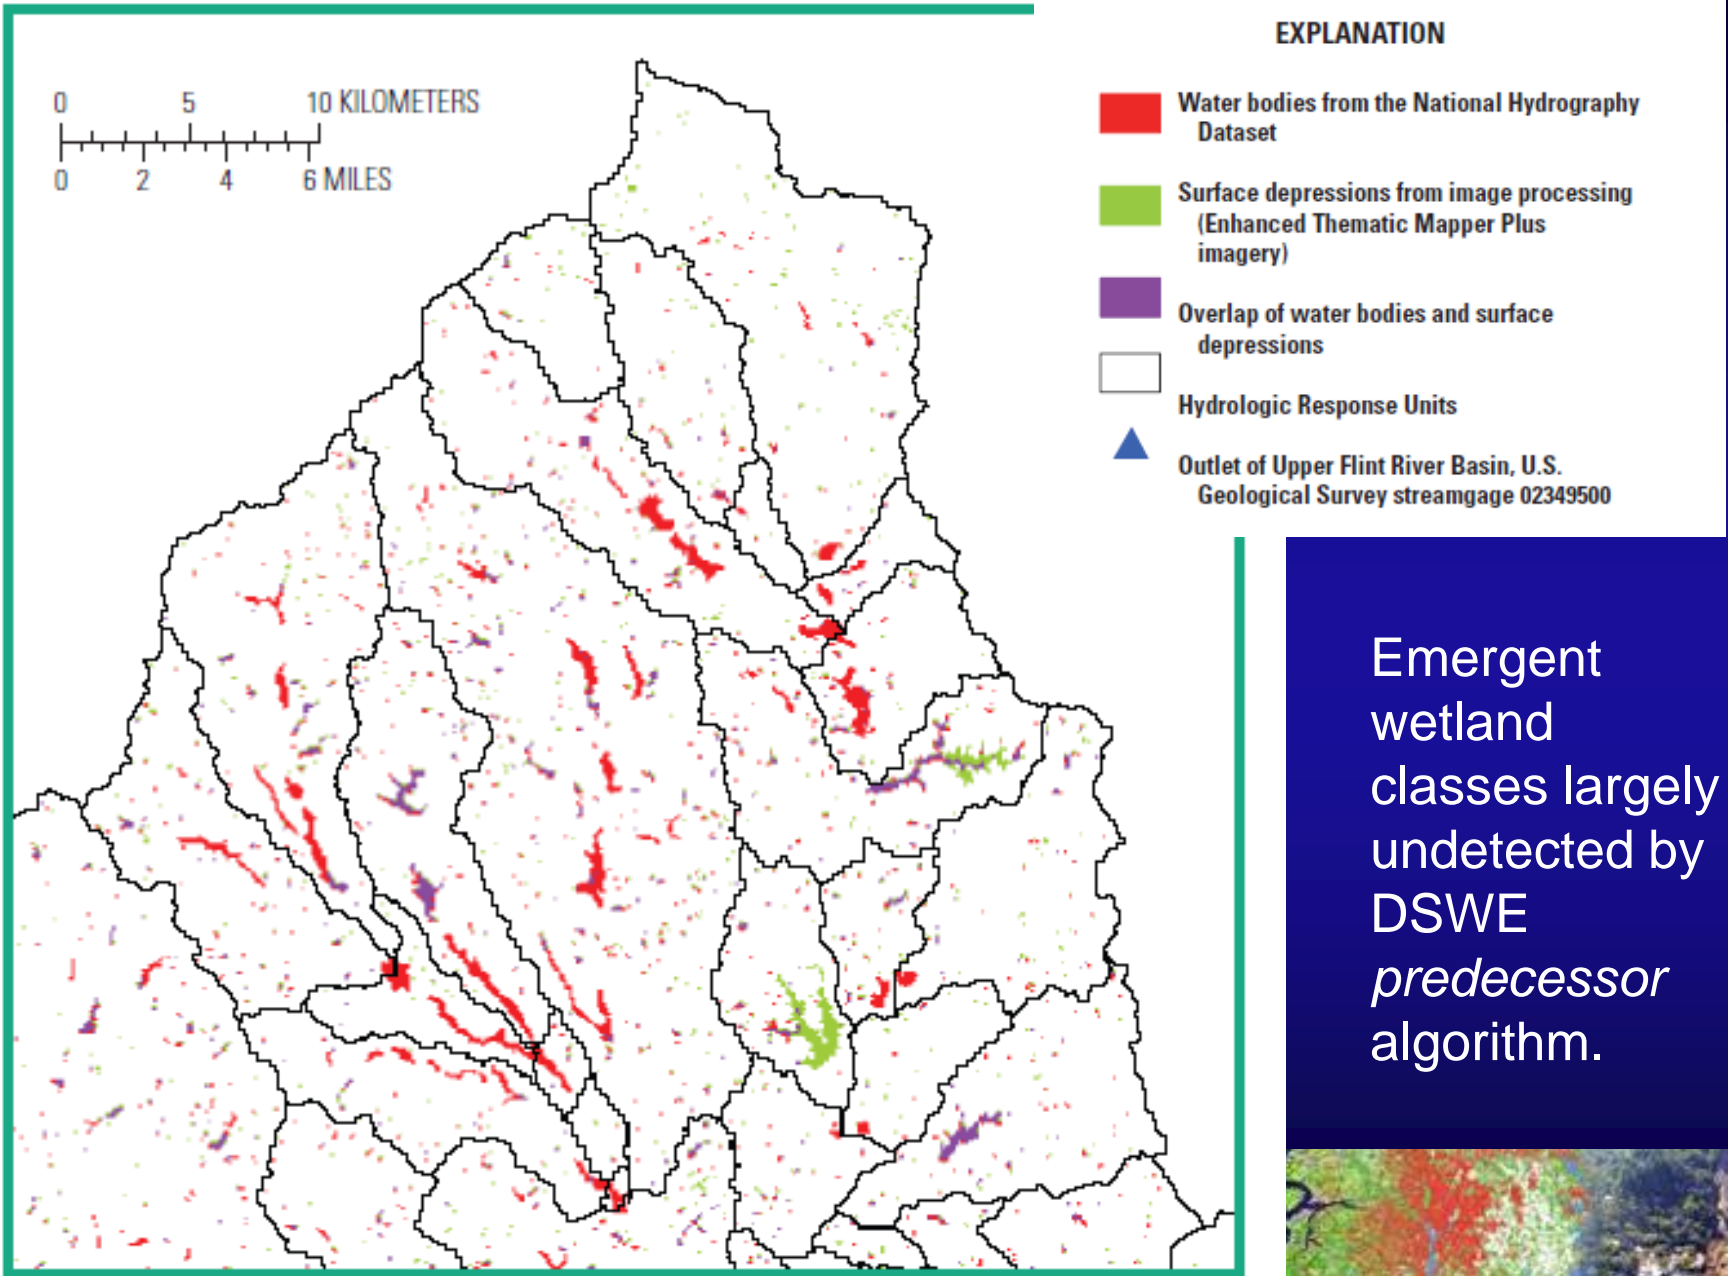 0 5 10 KILOMETERS
0 2 4 6 MILES
EXPLANATION
Water bodies from the National Hydrography
Dataset
Surface depressions from image processing
(Enhanced Thematic Mapper Plus
imagery)
Overlap of water bodies and surface
depressions
Hydrologic Response Units
Outlet of Upper Flint River Basin, U.S.
Geological Survey streamgage 02349500
Emergent
wetland
classes largely
undetected by
DSWE
predecessor
algorithm.